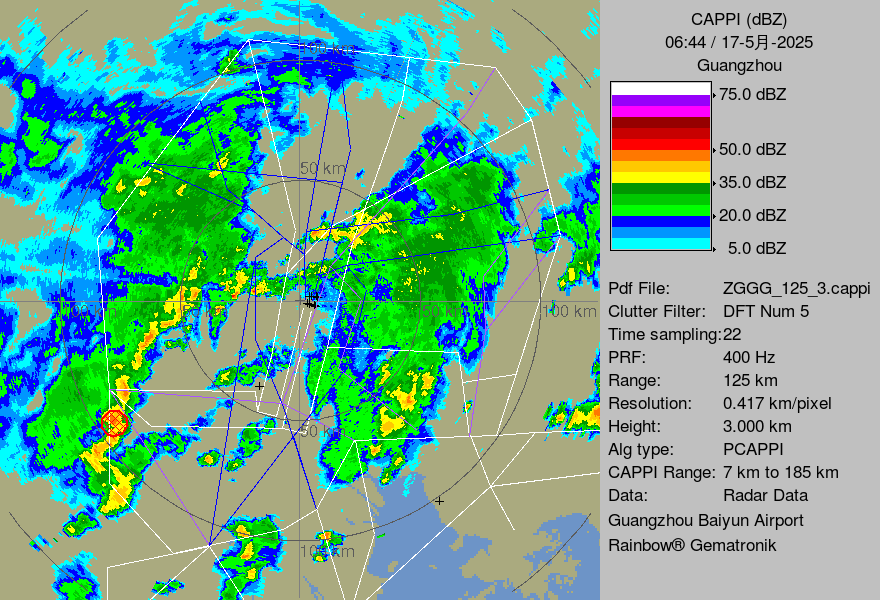 CAPPI (dBZ)
06:44 / 17-5月-2025
Guangzhou
75.0 dBZ
50.0 dBZ
35.0 dBZ
20.0 dBZ
5.0 dBZ
Pdf File: ZGGG_125_3.cappi
Clutter Filter: DFT Num 5
Time sampling:22
PRF: 400 Hz
Range: 125 km
Resolution: 0.417 km/pixel
Height: 3.000 km
Alg type: PCAPPI
CAPPI Range: 7 km to 185 km
Data: Radar Data
Guangzhou Baiyun Airport
Rainbow® Gematronik
50 km
50 km
100 km
50 km
100 km